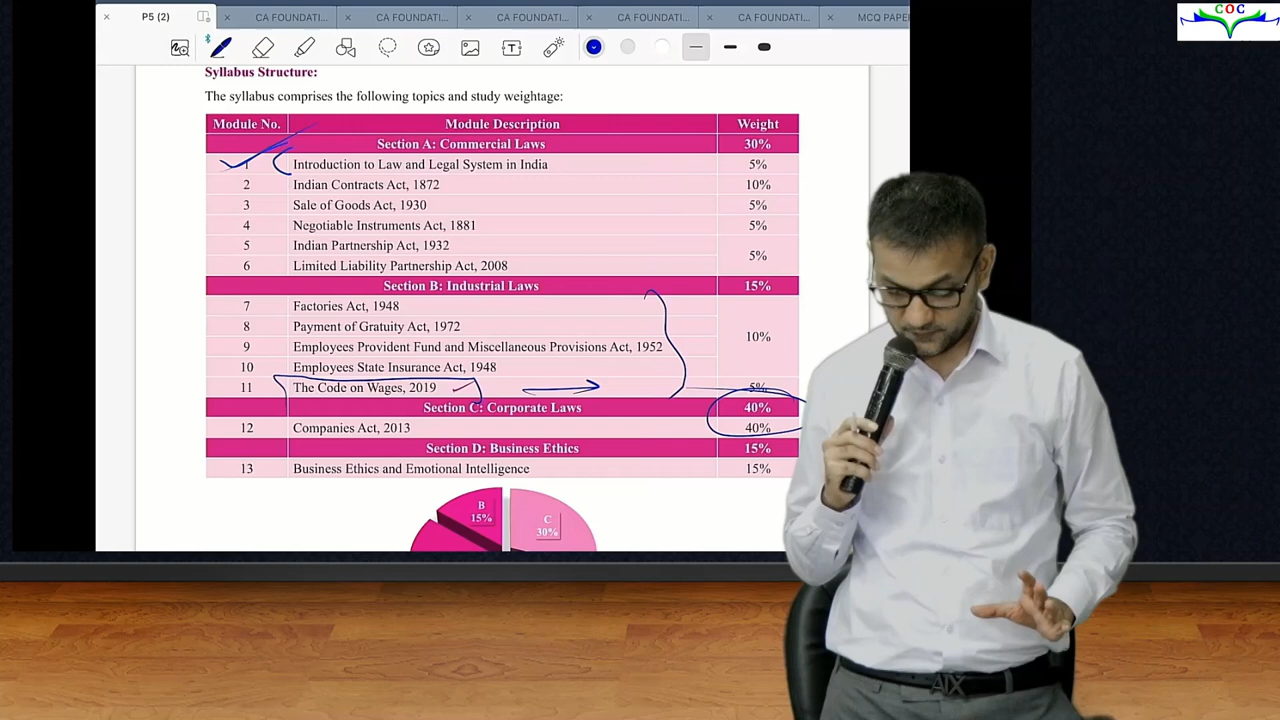 P5 (2)
CA FOUNDATI...
CA FOUNDATI...
CA FOUNDATI...
CA FOUNDATI...
CA FOUNDATI...
MCQ PAPER
COC
Syllabus Structure:
The syllabus comprises the following topics and study weightage:
Module No. Module Description Weight
Section A: Commercial Laws 30%
1 Introduction to Law and Legal System in India 5%
2 Indian Contracts Act, 1872 10%
3 Sale of Goods Act, 1930 5%
4 Negotiable Instruments Act, 1881 5%
5 Indian Partnership Act, 1932
5%
6 Limited Liability Partnership Act, 2008
Section B: Industrial Laws 15%
7 Factories Act, 1948
8 Payment of Gratuity Act, 1972
10%
9 Employees Provident Fund and Miscellaneous Provisions Act, 1952
10 Employees State Insurance Act, 1948
11 The Code on Wages, 2019 5%
Section C: Corporate Laws 40%
12 Companies Act, 2013 40%
Section D: Business Ethics 15%
13 Business Ethics and Emotional Intelligence 15%
B
15%
C
30%
AIX